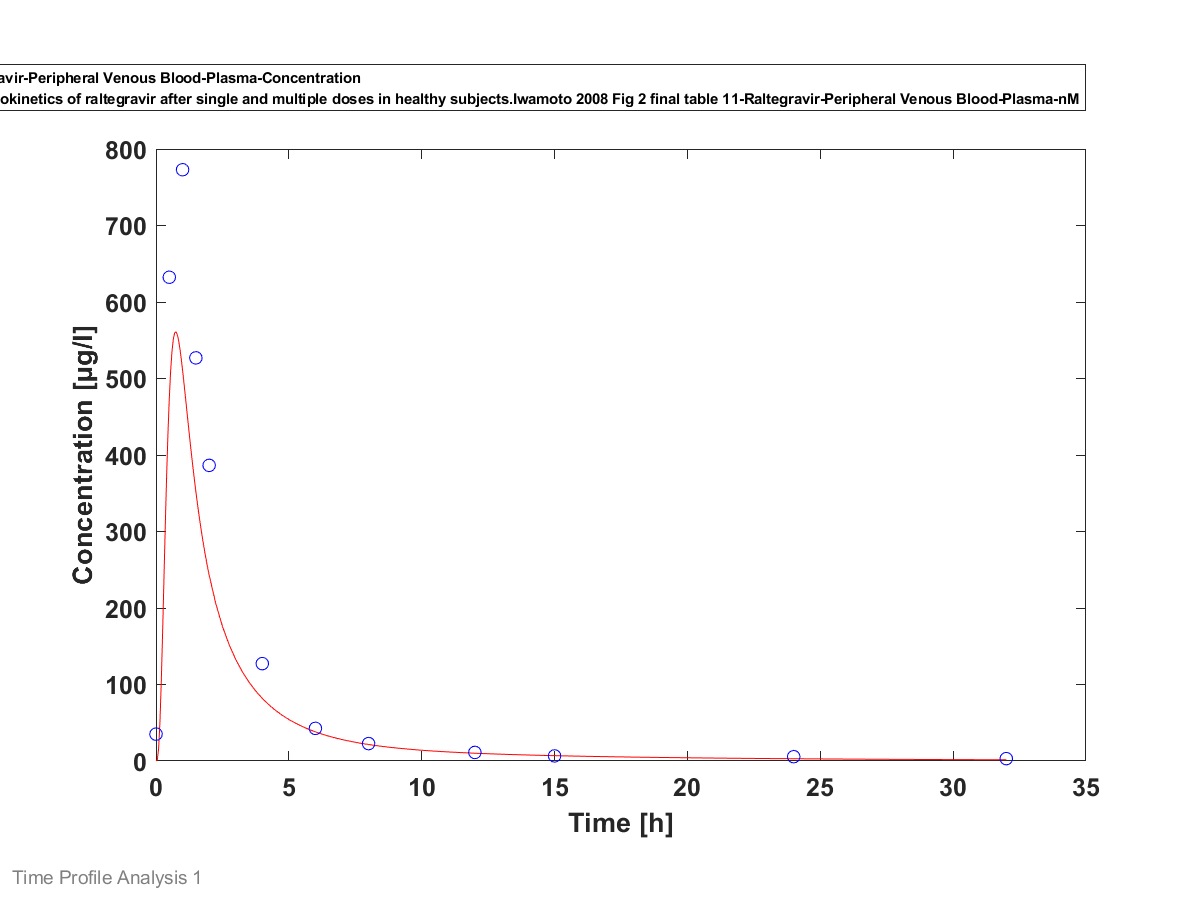 avir-Peripheral Venous Blood-Plasma-Concentration
okinetics of raltegravir after single and multiple doses in healthy subjects.Iwamoto 2008 Fig 2 final table 11-Raltegravir-Peripheral Venous Blood-Plasma-nM
800
700
600
500
400
300
200
100
0
Concentration [µg/l]
0 5 10 15 20 25 30 35
Time [h]
Time Profile Analysis 1